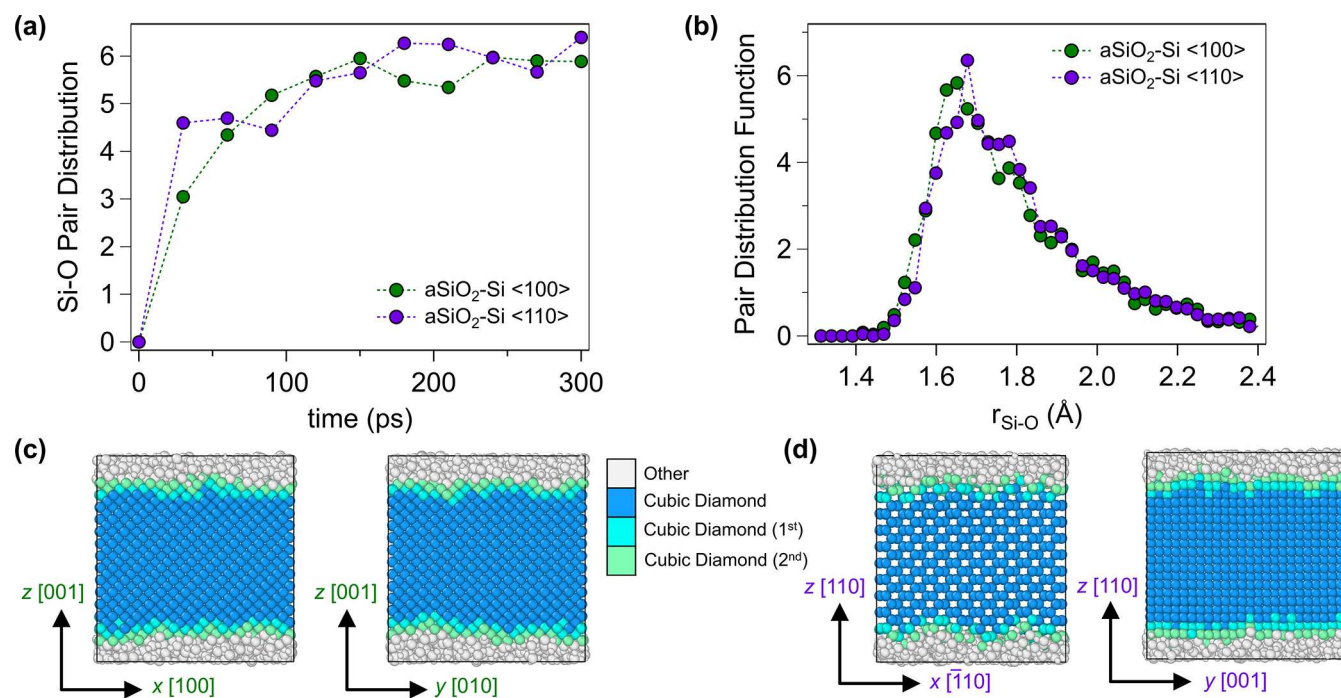 (a)
Si-O Pair Distribution
6
5
4
3
2
1
0
0
100
200
300
time (ps)
aSiO₂-Si <100>
aSiO₂-Si <110>
(b)
Pair Distribution Function
6
4
2
0
1.4
1.6
1.8
2.0
2.2
2.4
r_Si-O (Å)
aSiO₂-Si <100>
aSiO₂-Si <110>
(c)
z [001]
x [100]
z [001]
y [010]
Other
Cubic Diamond
Cubic Diamond (1ˢᵗ)
Cubic Diamond (2ⁿᵈ)
(d)
z [110]
x [1̄10]
z [110]
y [001]